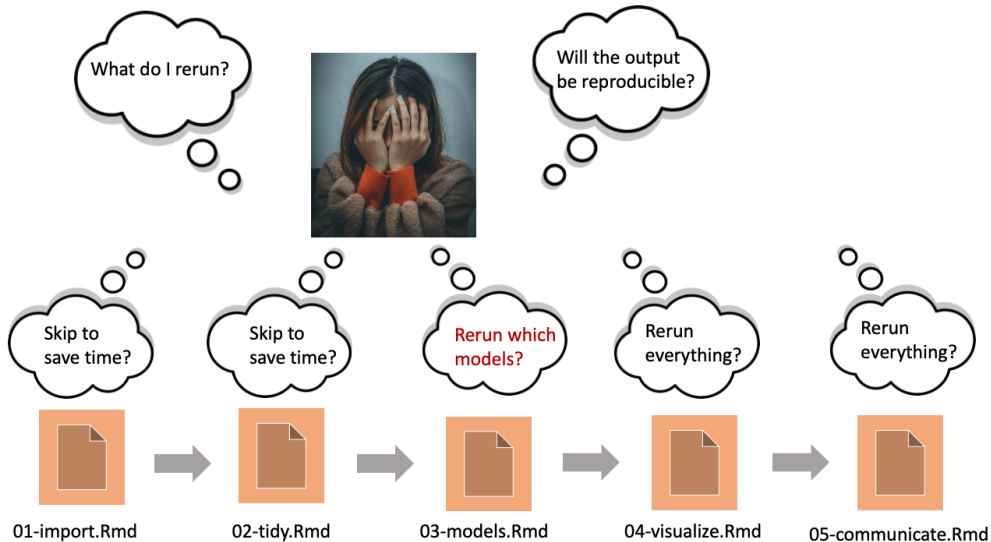 What do I rerun?
Will the output
be reproducible?
Skip to
save time?
Skip to
save time?
Rerun which
models?
Rerun
everything?
Rerun
everything?
01-import.Rmd
02-tidy.Rmd
03-models.Rmd
04-visualize.Rmd
05-communicate.Rmd